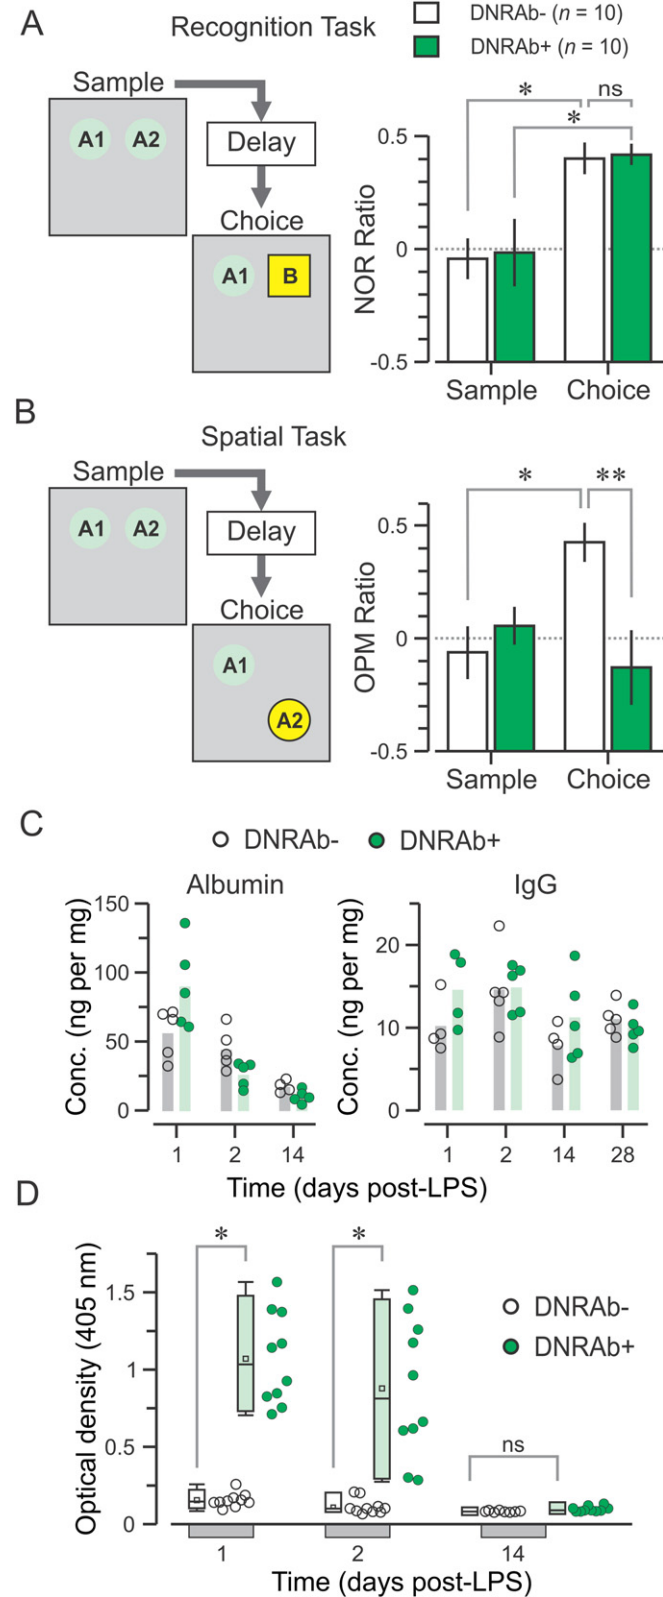 A
Recognition Task
DNRAb- (n = 10)
DNRAb+ (n = 10)
Sample
A1 A2
Delay
Choice
A1 B
* ns
*
NOR Ratio
0.5
0
-0.5
Sample Choice
B
Spatial Task
Sample
A1 A2
Delay
Choice
A1
A2
* **
OPM Ratio
0.5
0
-0.5
Sample Choice
C
DNRAb- DNRAb+
Albumin IgG
Conc. (ng per mg)
150
100
50
0
1 2 14
Conc. (ng per mg)
20
10
0
1 2 14 28
Time (days post-LPS)
D
Optical density (405 nm)
1.5
1
0.5
0
* *
ns
DNRAb-
DNRAb+
1 2 14
Time (days post-LPS)